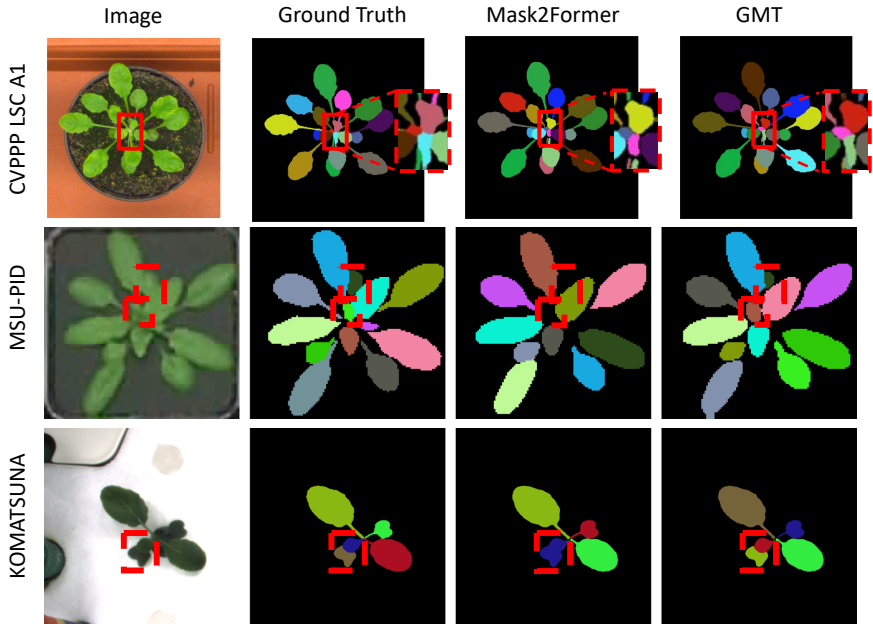 Image Ground Truth Mask2Former GMT
CVPPP LSC A1
MSU-PID
KOMATSUNA